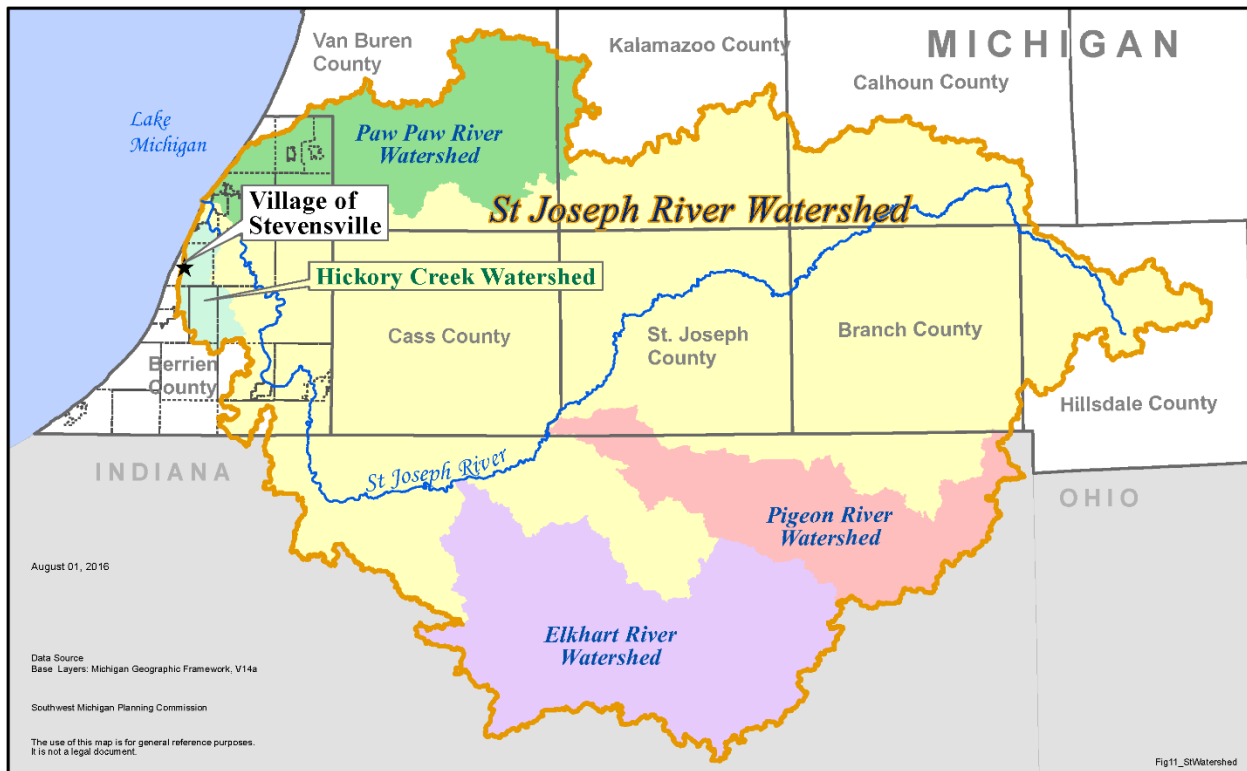 Van Buren
County
Kalamazoo County
MICHIGAN
Calhoun County
Lake
Michigan
Paw Paw River
Watershed
Village of
Stevensville
St Joseph River Watershed
Hickory Creek Watershed
Cass County
St. Joseph
County
Branch County
Berrien
County
Hillsdale County
INDIANA
St Joseph River
OHIO
Pigeon River
Watershed
August 01, 2016
Elkhart River
Watershed
Data Source
Base Layers: Michigan Geographic Framework, V14a
Southwest Michigan Planning Commission
The use of this map is for general reference purposes.
It is not a legal document.
Fig11_StWatershed